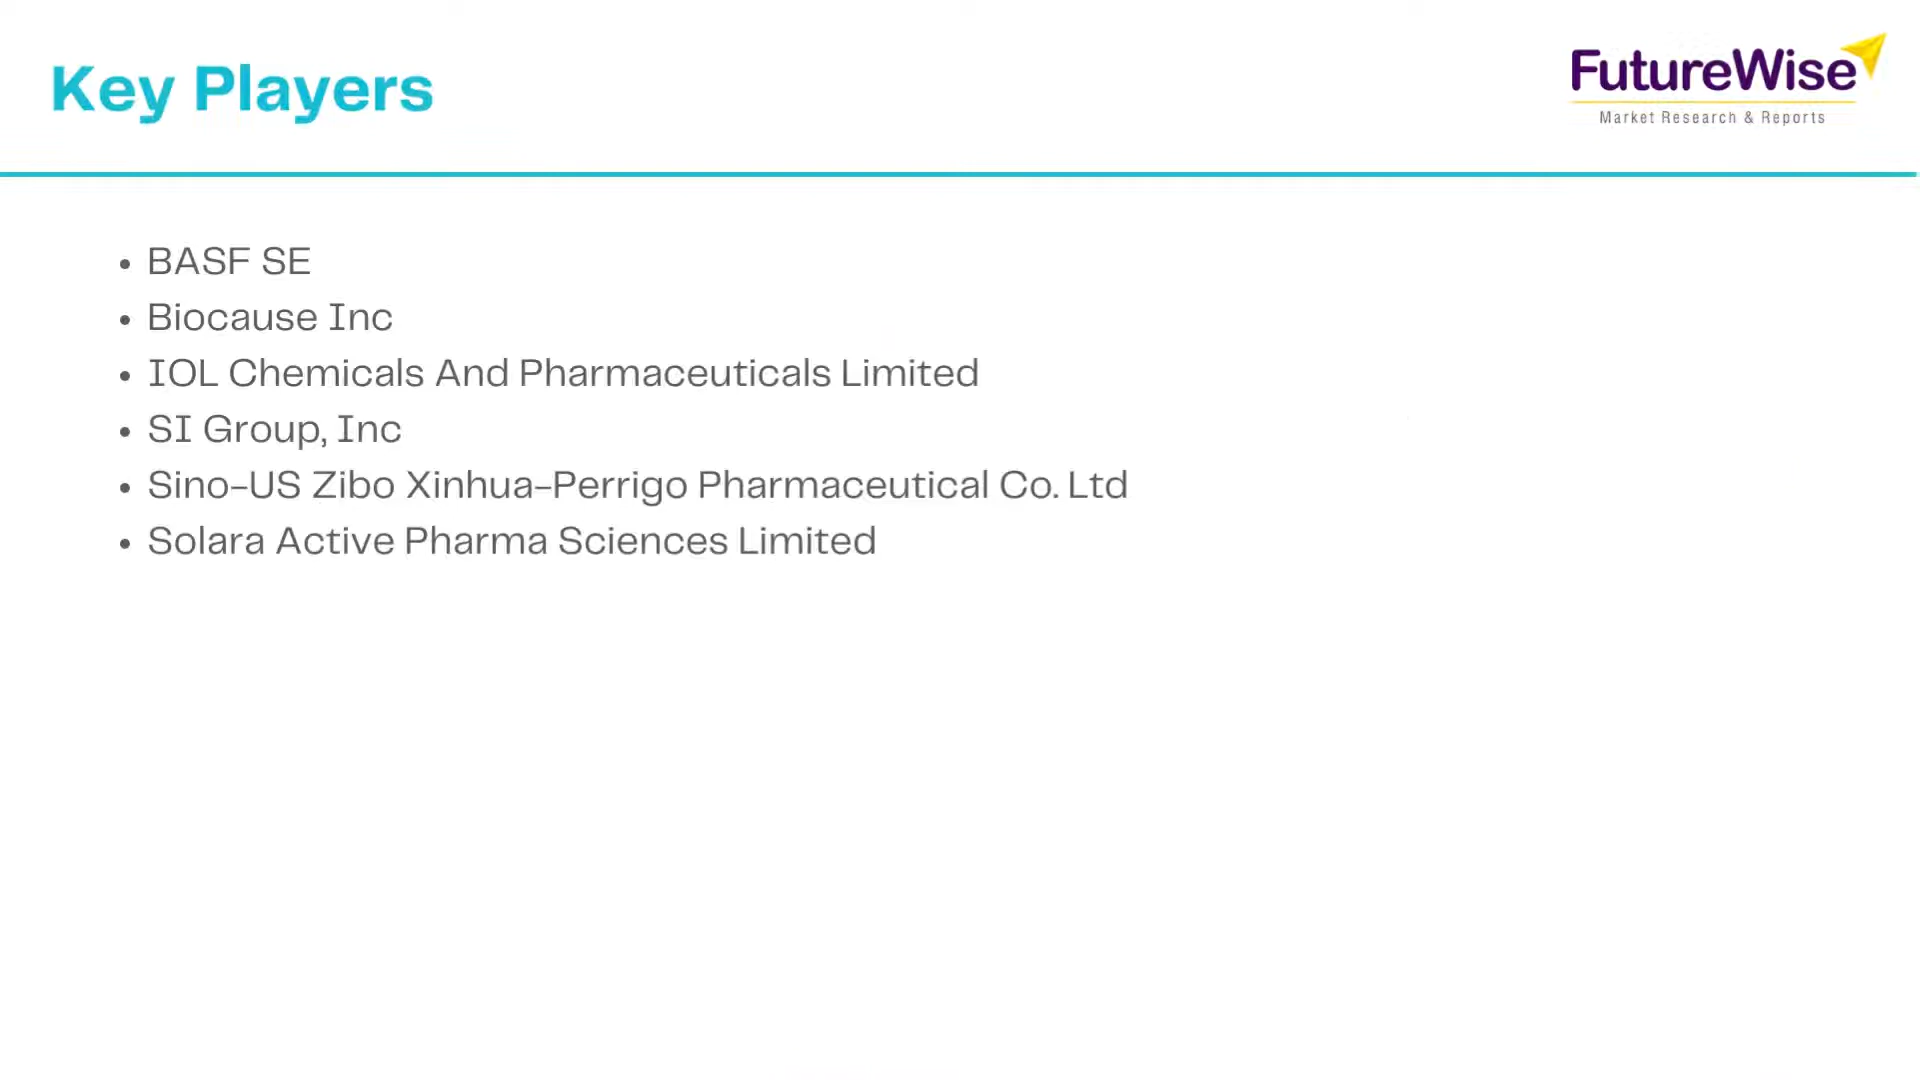 Key Players
FutureWise
Market Research & Reports
• BASF SE
• Biocause Inc
• IOL Chemicals And Pharmaceuticals Limited
• SI Group, Inc
• Sino-US Zibo Xinhua-Perrigo Pharmaceutical Co. Ltd
• Solara Active Pharma Sciences Limited